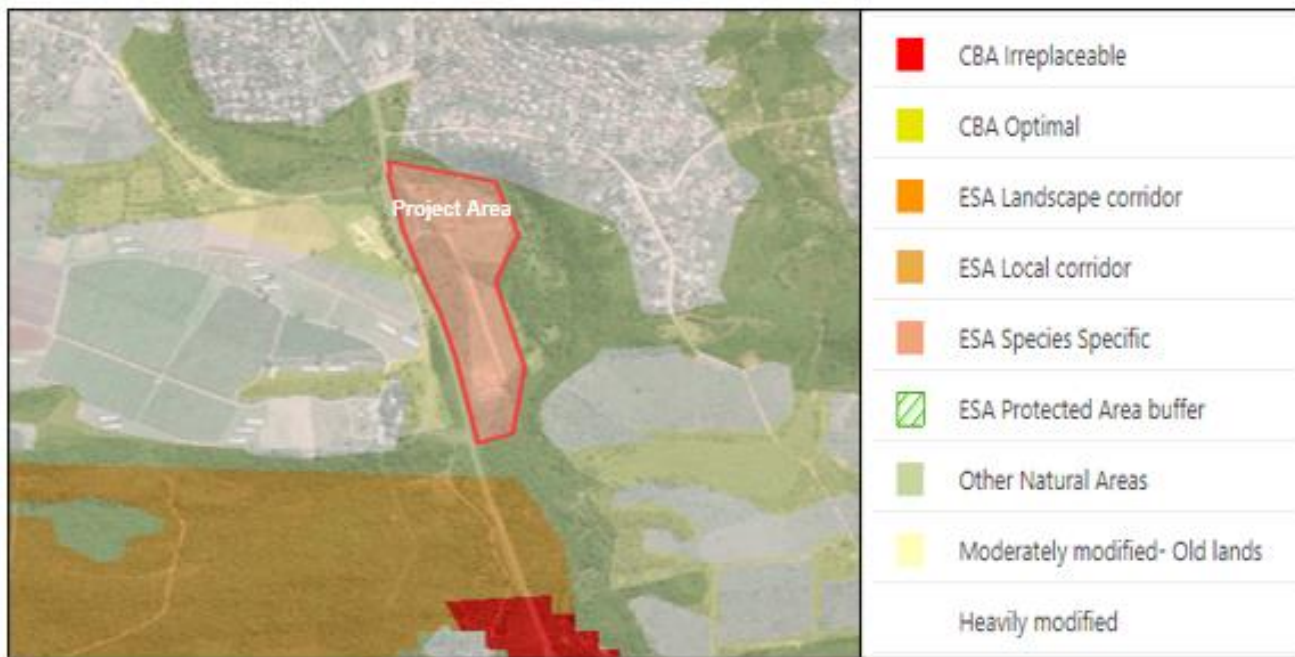 Project Area
CBA Irreplaceable
CBA Optimal
ESA Landscape corridor
ESA Local corridor
ESA Species Specific
ESA Protected Area buffer
Other Natural Areas
Moderately modified- Old lands
Heavily modified